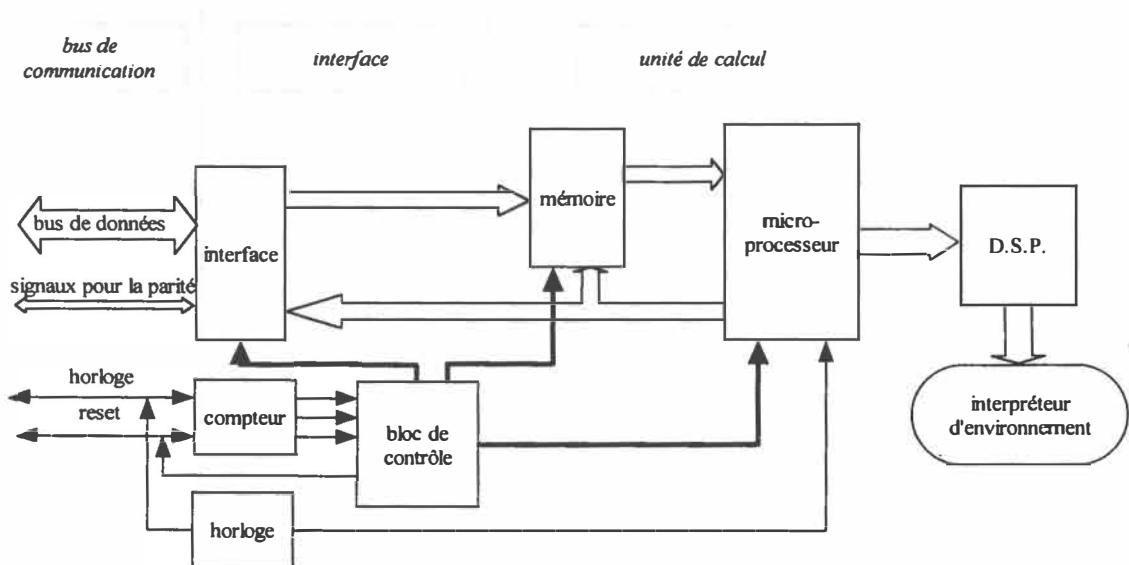 bus de
communication
interface
unité de calcul
bus de données
signaux pour la parité
interface
mémoire
micro-
processeur
D.S.P.
horloge
reset
compteur
bloc de
contrôle
interpréteur
d'environnement
horloge